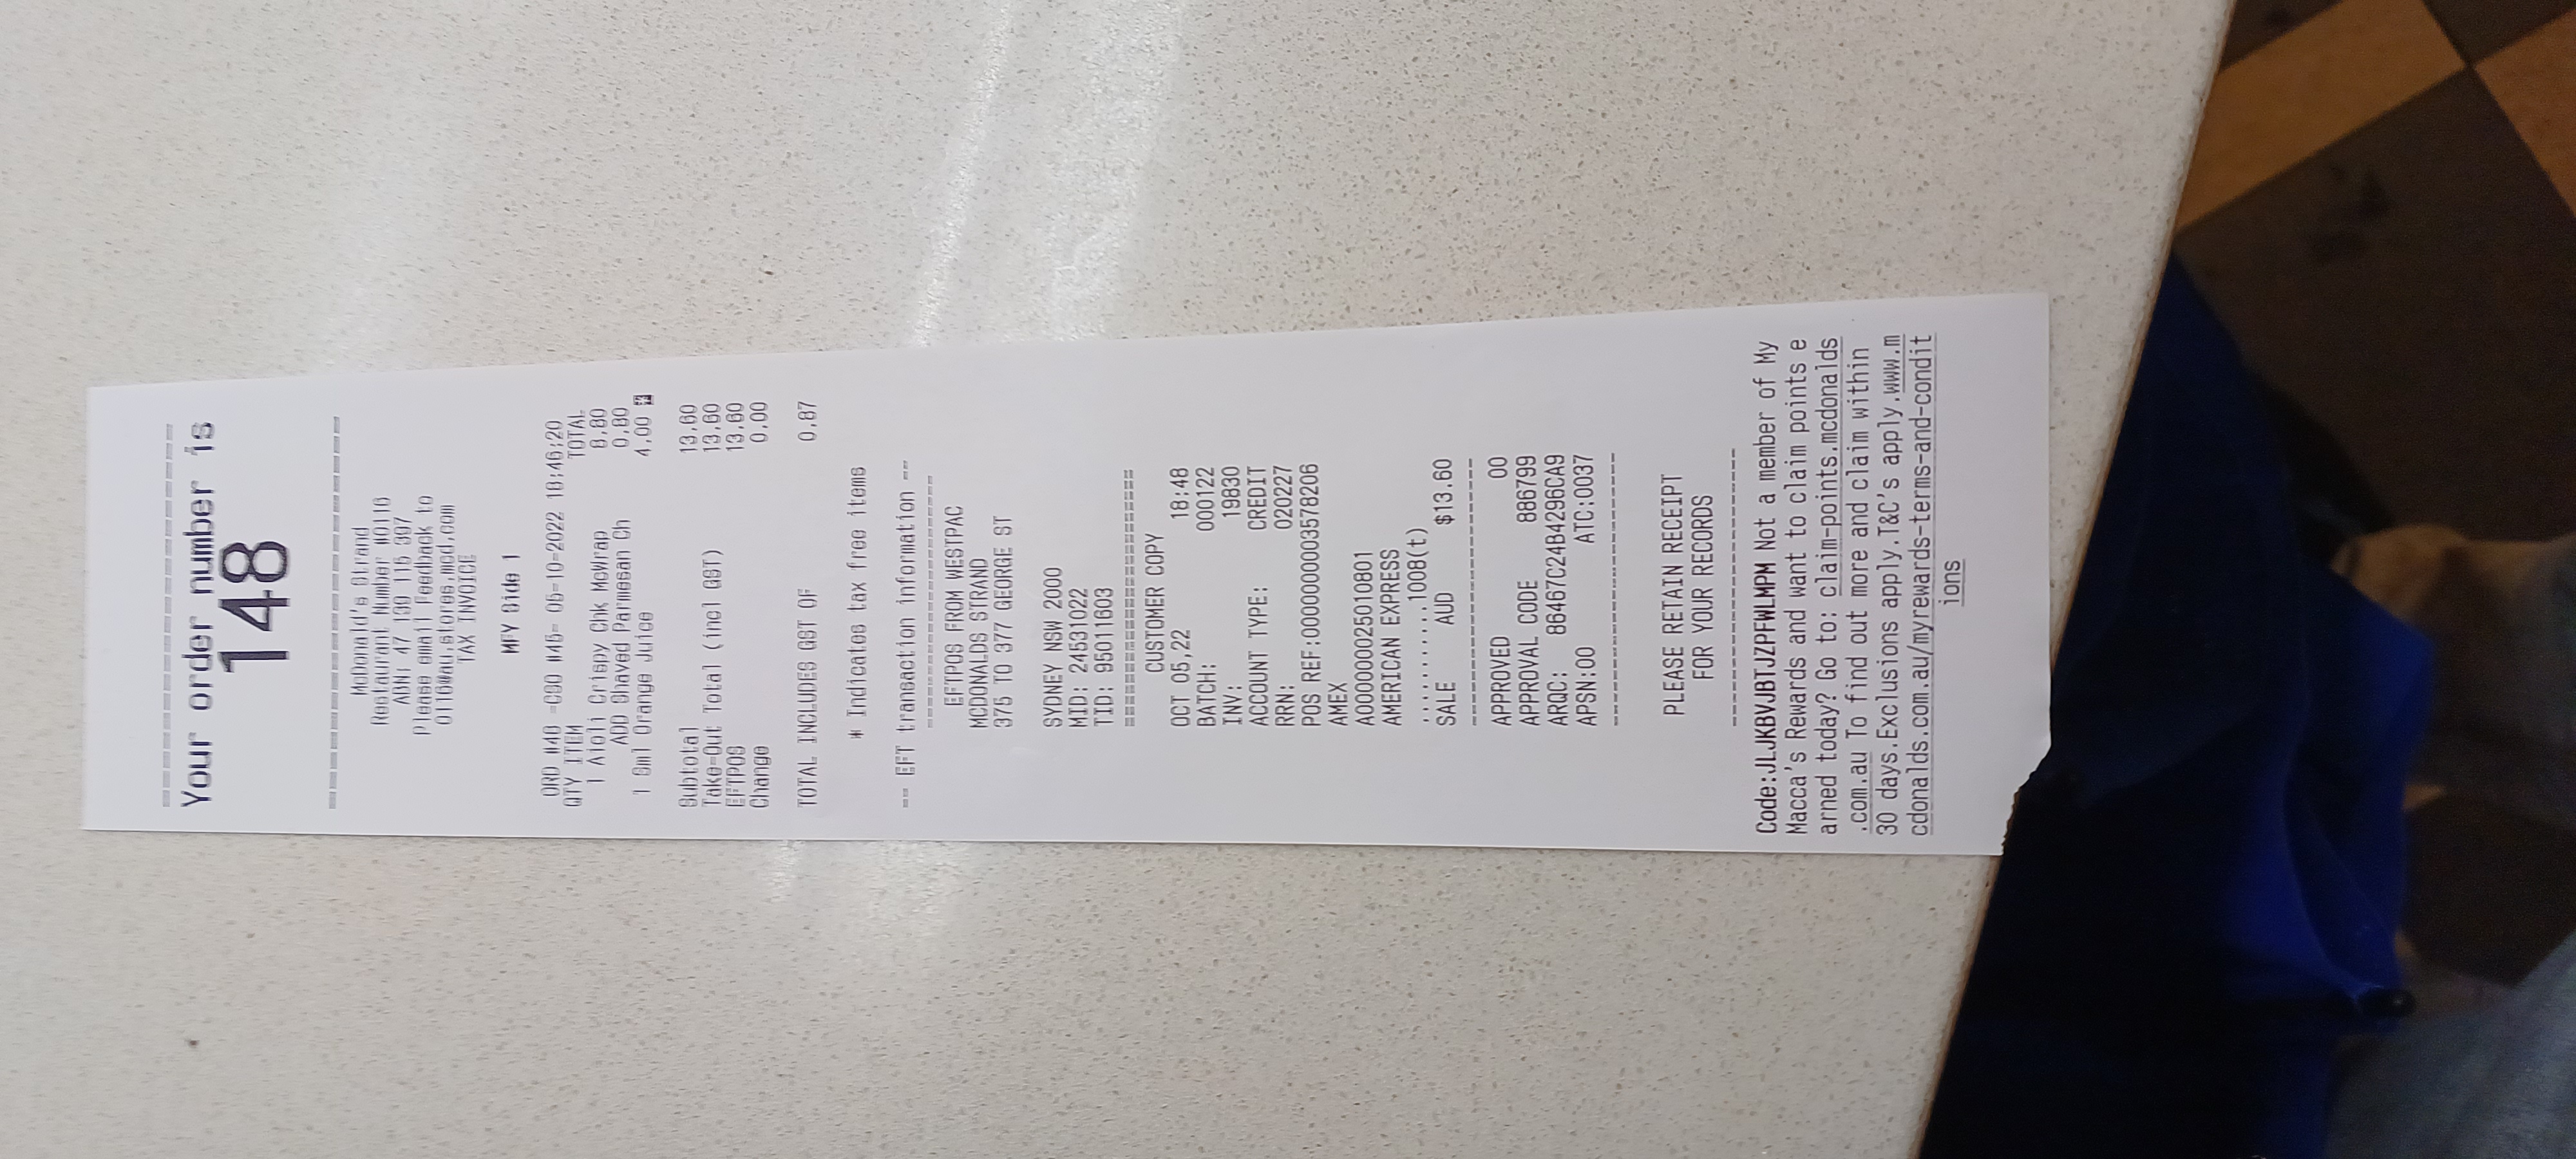 Your order number is
148
McDonald's Strand
Restaurant Number #0116
ABN: 47 139 115 397
Please email Feedback to
0116@au.stores.mcd.com
TAX INVOICE
MFY Side 1
ORD #48 -CSO #45- 05-10-2022 18:46:20
QTY ITEM TOTAL
1 Aioli Crispy Chk McWrap 8.80
ADD Shaved Parmesan Ch 0.80
1 Sml Orange Juice 4.00 *
Subtotal 13.60
Take-Out Total (incl GST) 13.60
EFTPOS 13.60
Change 0.00
TOTAL INCLUDES GST OF 0.87
* Indicates tax free items
-- EFT transaction information --
EFTPOS FROM WESTPAC
MCDONALDS STRAND
375 TO 377 GEORGE ST
SYDNEY NSW 2000
MID: 24531022
TID: 95011603
CUSTOMER COPY
OCT 05,22 18:48
BATCH: 000122
INV: 19830
ACCOUNT TYPE: CREDIT
RRN: 020227
POS REF:0000000003578206
AMEX
A000000025010801
AMERICAN EXPRESS
...........1008(t)
SALE AUD $13.60
APPROVED 00
APPROVAL CODE 886799
ARQC: 86467C24B4296CA9
APSN:00 ATC:0037
PLEASE RETAIN RECEIPT
FOR YOUR RECORDS
Code:JLJKBVJBTJZPFWLMPM Not a member of My
Macca's Rewards and want to claim points e
arned today? Go to: claim-points.mcdonalds
.com.au To find out more and claim within
30 days.Exclusions apply.T&C's apply.www.m
cdonalds.com.au/myrewards-terms-and-condit
ions